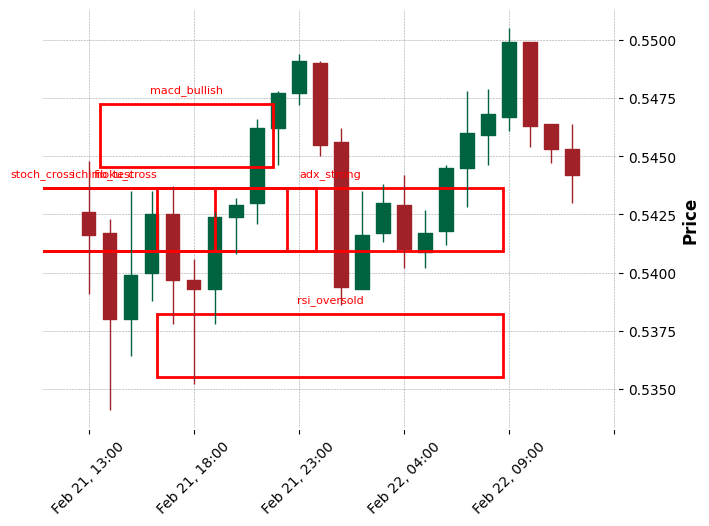 0.5500
macd_bullish
0.5475
0.5450
adx_strong
0.5425
Price
0.5400
rsi_oversold
0.5375
0.5350
Feb 21, 13:00
Feb 21, 18:00
Feb 21, 23:00
Feb 22, 04:00
Feb 22, 09:00